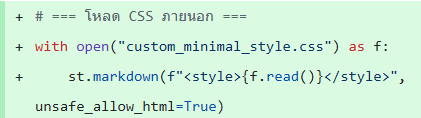 + # === โหลด CSS ภายนอก ===
+ with open("custom_minimal_style.css") as f:
+     st.markdown(f"<style>{f.read()}</style>",
unsafe_allow_html=True)